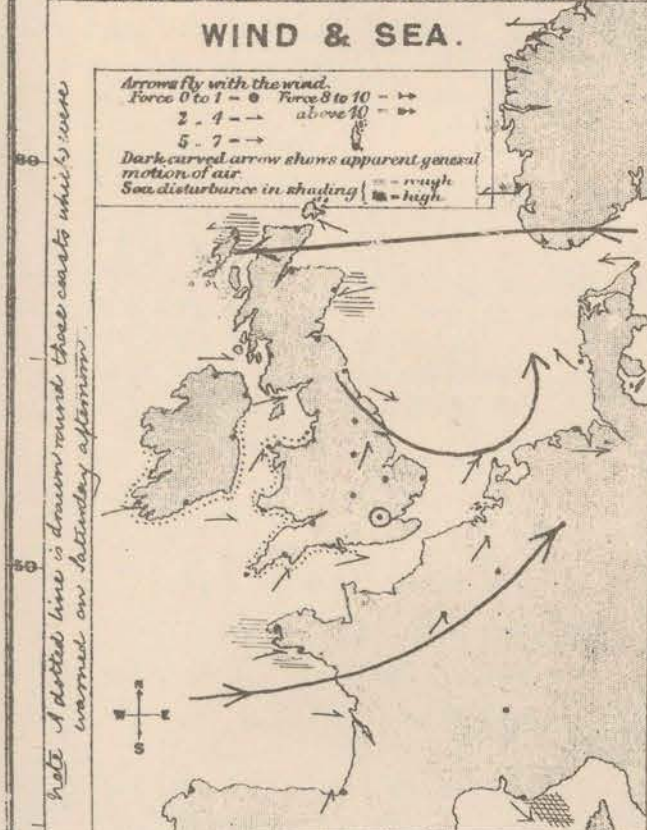 WIND & SEA.
Arrows fly with the wind.
Force 0 to 1 - Force 8 to 10 -
2 - 4 - above 10 -
5 - 7 -
Dark curved arrow shows apparent general
motion of air
Sea disturbance in shading { - rough
- high
60
50
N
W E
S
Note A dotted line is drawn round those coasts which were
warned on Saturday afternoon.